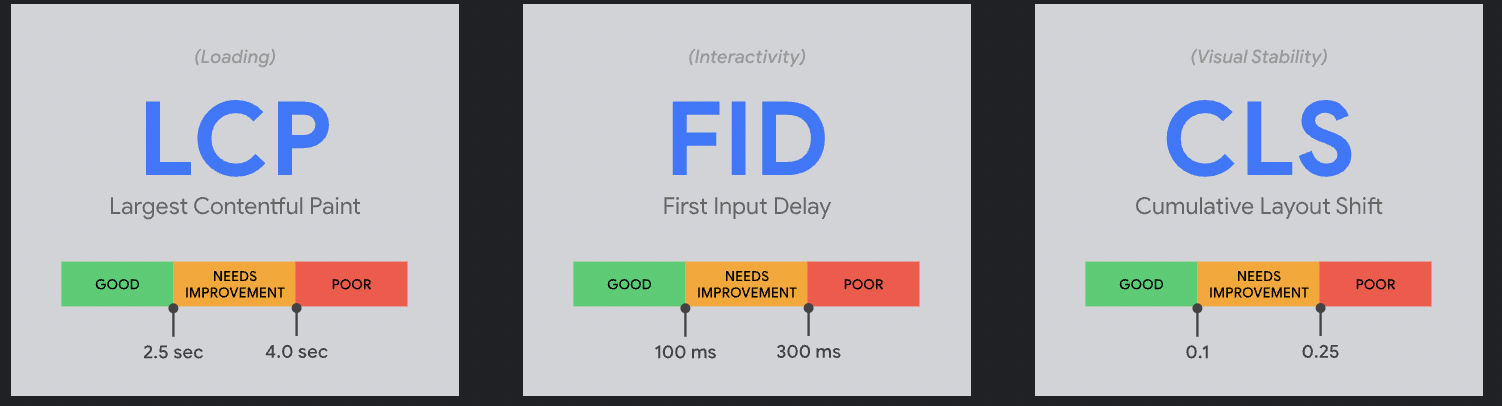 (Loading)
LCP
Largest Contentful Paint
GOOD
NEEDS
IMPROVEMENT
POOR
2.5 sec
4.0 sec
(Interactivity)
FID
First Input Delay
GOOD
NEEDS
IMPROVEMENT
POOR
100 ms
300 ms
(Visual Stability)
CLS
Cumulative Layout Shift
GOOD
NEEDS
IMPROVEMENT
POOR
0.1
0.25